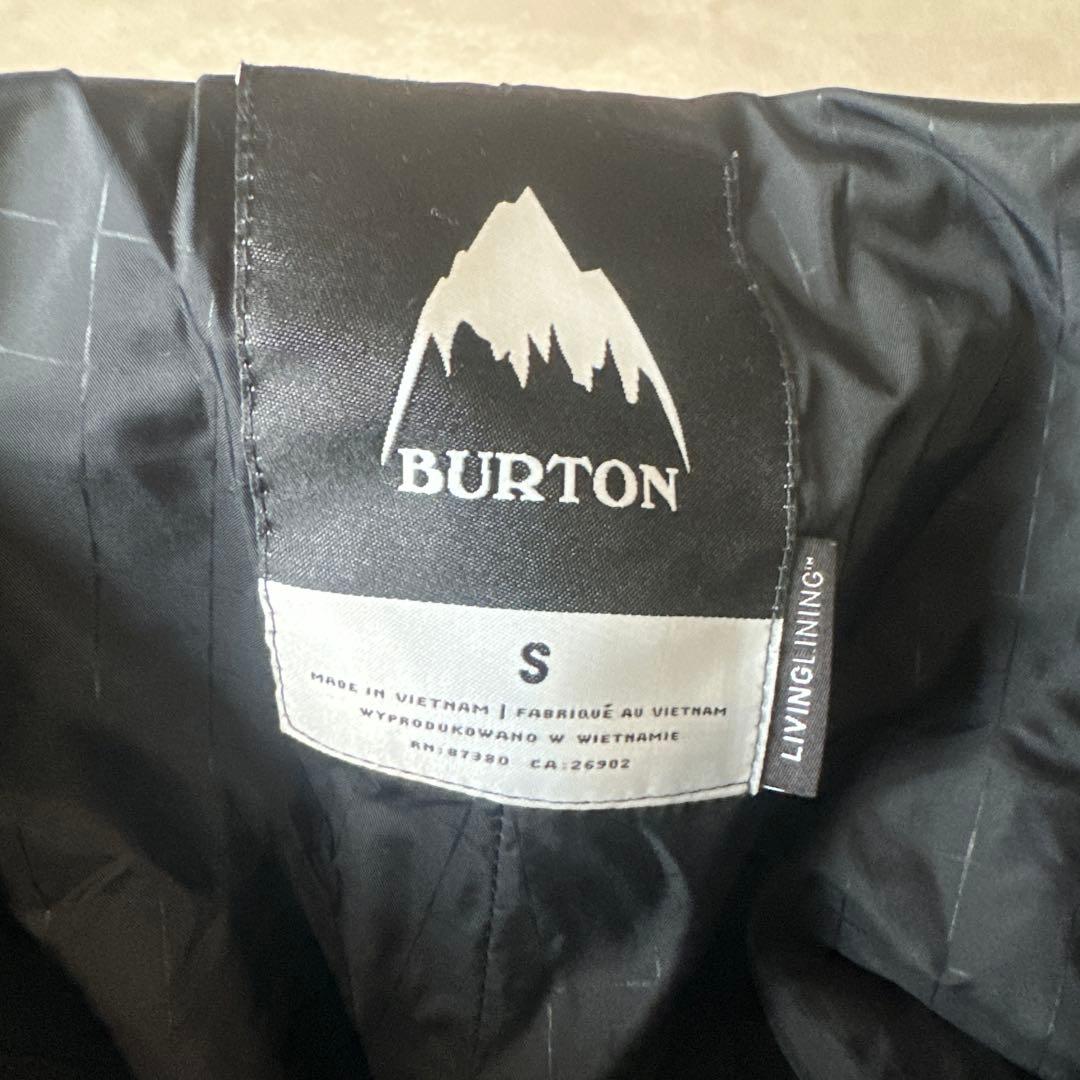 BURTON
S
MADE IN VIETNAM | FABRIQUÉ AU VIETNAM
WYPRODUKOWANO W WIETNAMIE
RN:87380 CA:26902
LIVINGLINING™